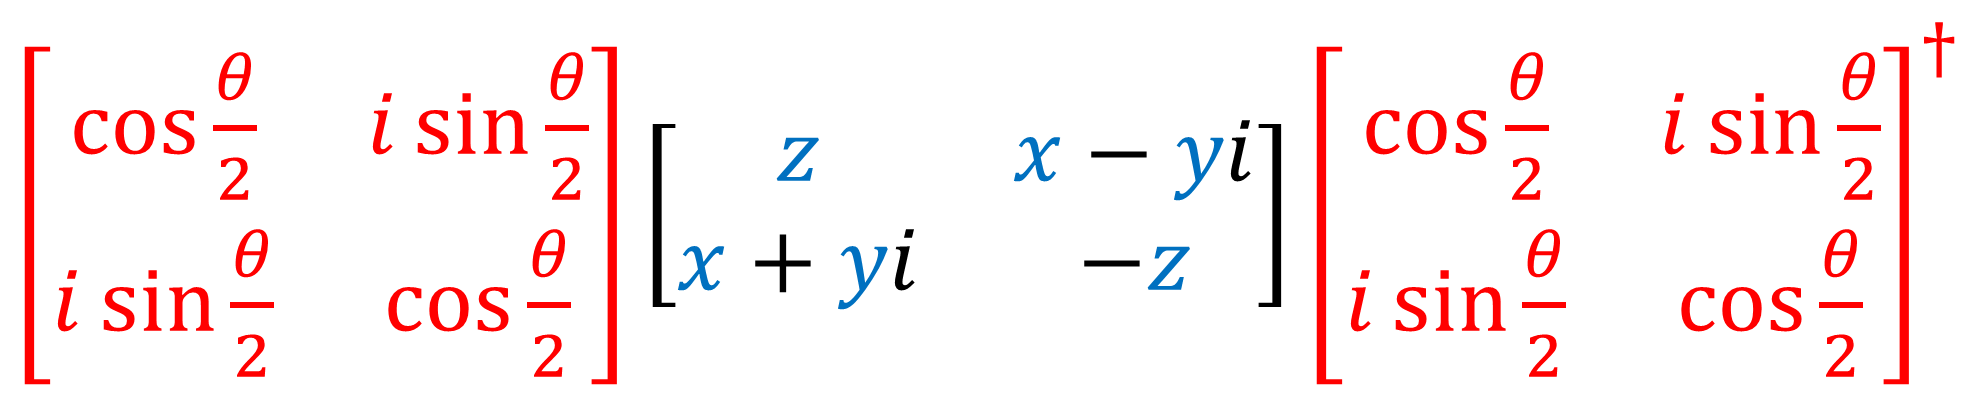 [cos θ/2 i sin θ/2; i sin θ/2 cos θ/2] [z x − yi; x + yi −z] [cos θ/2 i sin θ/2; i sin θ/2 cos θ/2]†